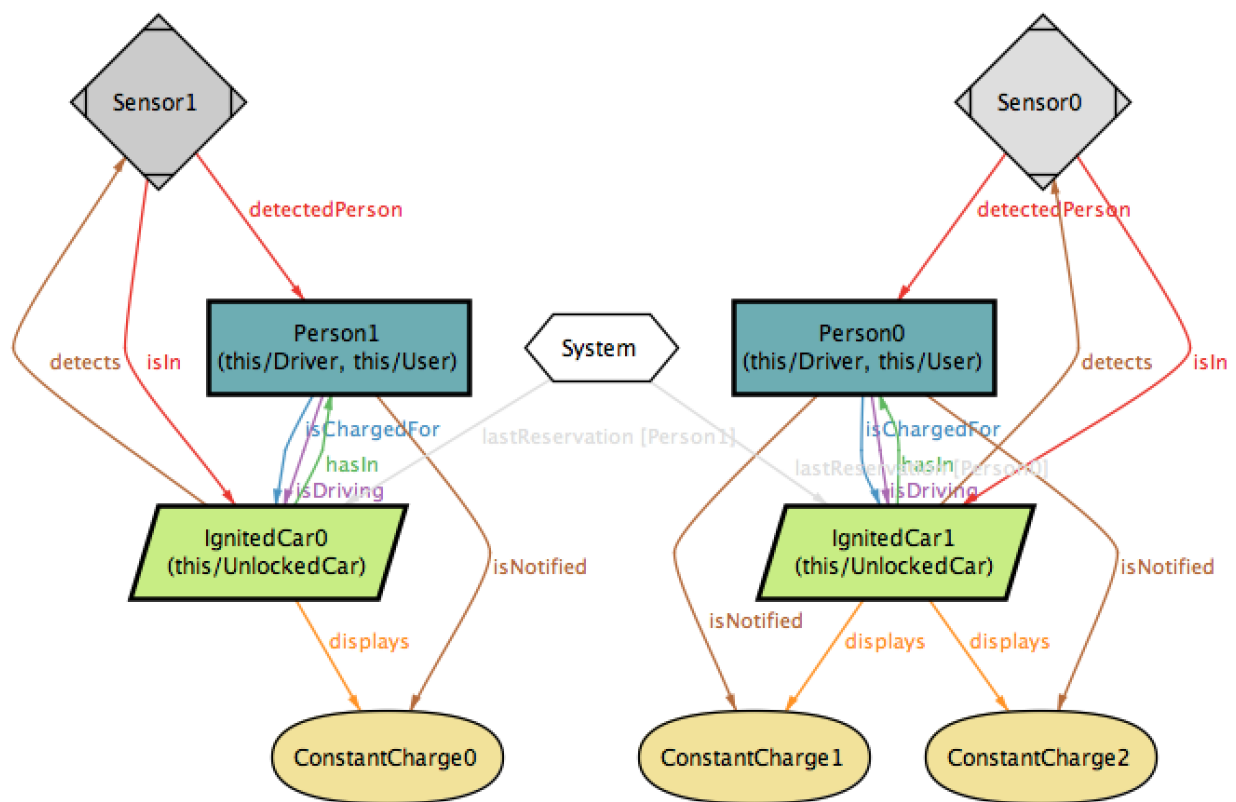 Sensor1
Sensor0
detectedPerson
detectedPerson
Person1
(this/Driver, this/User)
System
Person0
(this/Driver, this/User)
detects
isIn
detects
isIn
isChargedFor
lastReservation [Person1]
isChargedFor
hasIn
lastReservation [Person0]
hasIn
isDriving
isDriving
IgnitedCar0
(this/UnlockedCar)
IgnitedCar1
(this/UnlockedCar)
isNotified
isNotified
isNotified
displays
displays
displays
ConstantCharge0
ConstantCharge1
ConstantCharge2